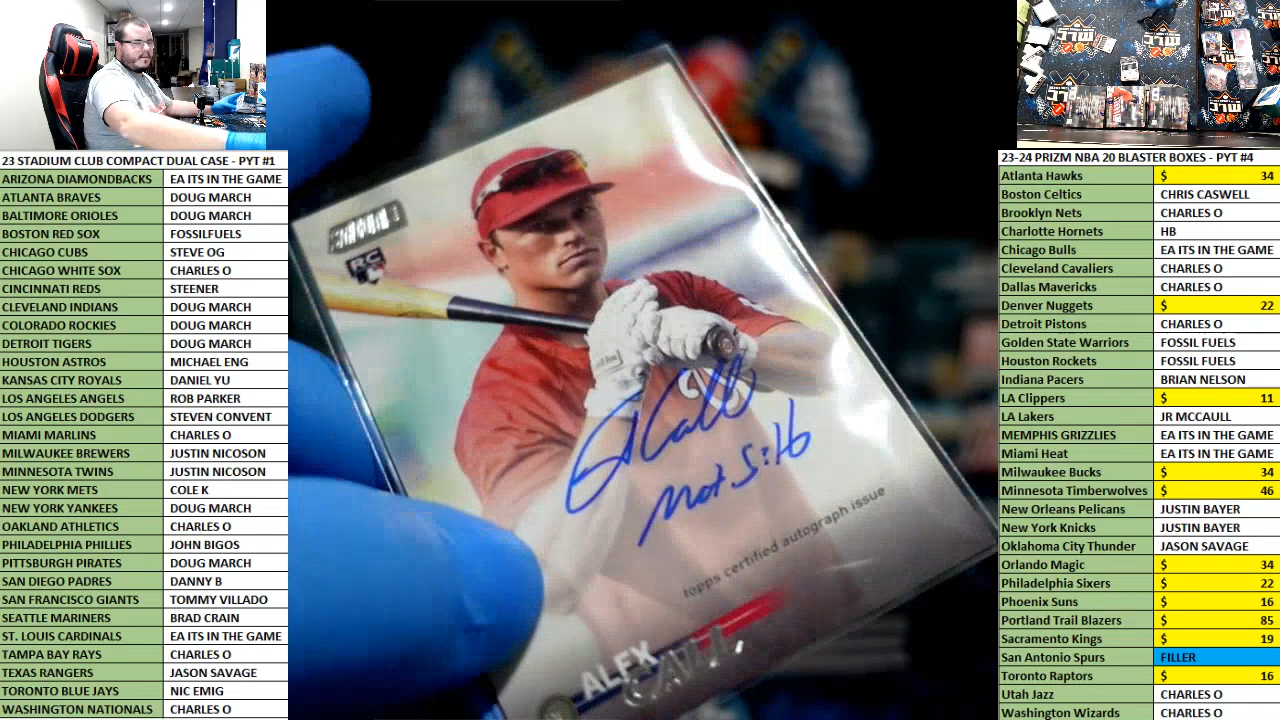 23 STADIUM CLUB COMPACT DUAL CASE - PYT #1
ARIZONA DIAMONDBACKS EA ITS IN THE GAME
ATLANTA BRAVES DOUG MARCH
BALTIMORE ORIOLES DOUG MARCH
BOSTON RED SOX FOSSILFUELS
CHICAGO CUBS STEVE OG
CHICAGO WHITE SOX CHARLES O
CINCINNATI REDS STEENER
CLEVELAND INDIANS DOUG MARCH
COLORADO ROCKIES DOUG MARCH
DETROIT TIGERS DOUG MARCH
HOUSTON ASTROS MICHAEL ENG
KANSAS CITY ROYALS DANIEL YU
LOS ANGELES ANGELS ROB PARKER
LOS ANGELES DODGERS STEVEN CONVENT
MIAMI MARLINS CHARLES O
MILWAUKEE BREWERS JUSTIN NICOSON
MINNESOTA TWINS JUSTIN NICOSON
NEW YORK METS COLE K
NEW YORK YANKEES DOUG MARCH
OAKLAND ATHLETICS CHARLES O
PHILADELPHIA PHILLIES JOHN BIGOS
PITTSBURGH PIRATES DOUG MARCH
SAN DIEGO PADRES DANNY B
SAN FRANCISCO GIANTS TOMMY VILLADO
SEATTLE MARINERS BRAD CRAIN
ST. LOUIS CARDINALS EA ITS IN THE GAME
TAMPA BAY RAYS CHARLES O
TEXAS RANGERS JASON SAVAGE
TORONTO BLUE JAYS NIC EMIG
WASHINGTON NATIONALS CHARLES O
RC
A Call
Mat 5:16
topps certified autograph issue
ALEX
CALL
23-24 PRIZM NBA 20 BLASTER BOXES - PYT #4
Atlanta Hawks $ 34
Boston Celtics CHRIS CASWELL
Brooklyn Nets CHARLES O
Charlotte Hornets HB
Chicago Bulls EA ITS IN THE GAME
Cleveland Cavaliers CHARLES O
Dallas Mavericks CHARLES O
Denver Nuggets $ 22
Detroit Pistons CHARLES O
Golden State Warriors FOSSIL FUELS
Houston Rockets FOSSIL FUELS
Indiana Pacers BRIAN NELSON
LA Clippers $ 11
LA Lakers JR MCCAULL
MEMPHIS GRIZZLIES EA ITS IN THE GAME
Miami Heat EA ITS IN THE GAME
Milwaukee Bucks $ 34
Minnesota Timberwolves $ 46
New Orleans Pelicans JUSTIN BAYER
New York Knicks JUSTIN BAYER
Oklahoma City Thunder JASON SAVAGE
Orlando Magic $ 34
Philadelphia Sixers $ 22
Phoenix Suns $ 16
Portland Trail Blazers $ 85
Sacramento Kings $ 19
San Antonio Spurs FILLER
Toronto Raptors $ 16
Utah Jazz CHARLES O
Washington Wizards CHARLES O